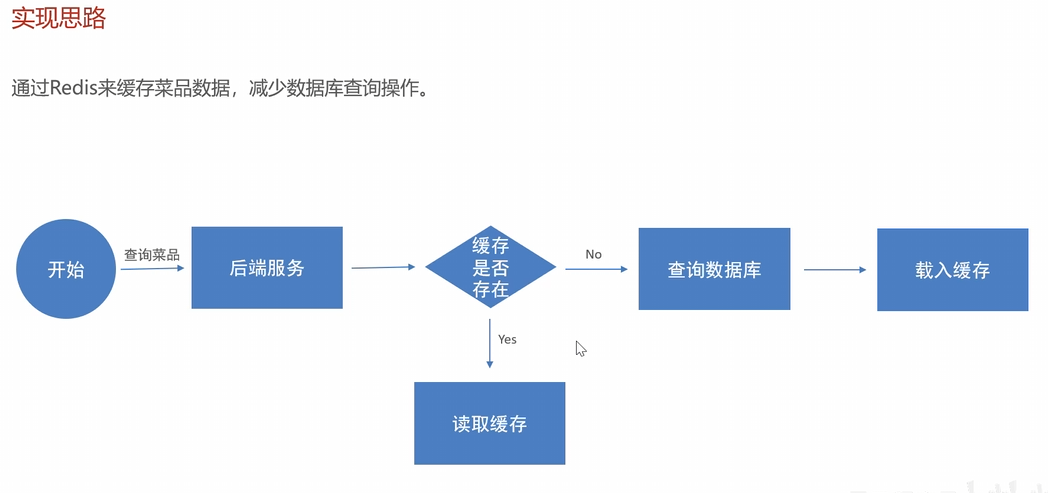 实现思路
通过Redis来缓存菜品数据，减少数据库查询操作。
开始
查询菜品
后端服务
缓存
是否
存在
No
查询数据库
载入缓存
Yes
读取缓存